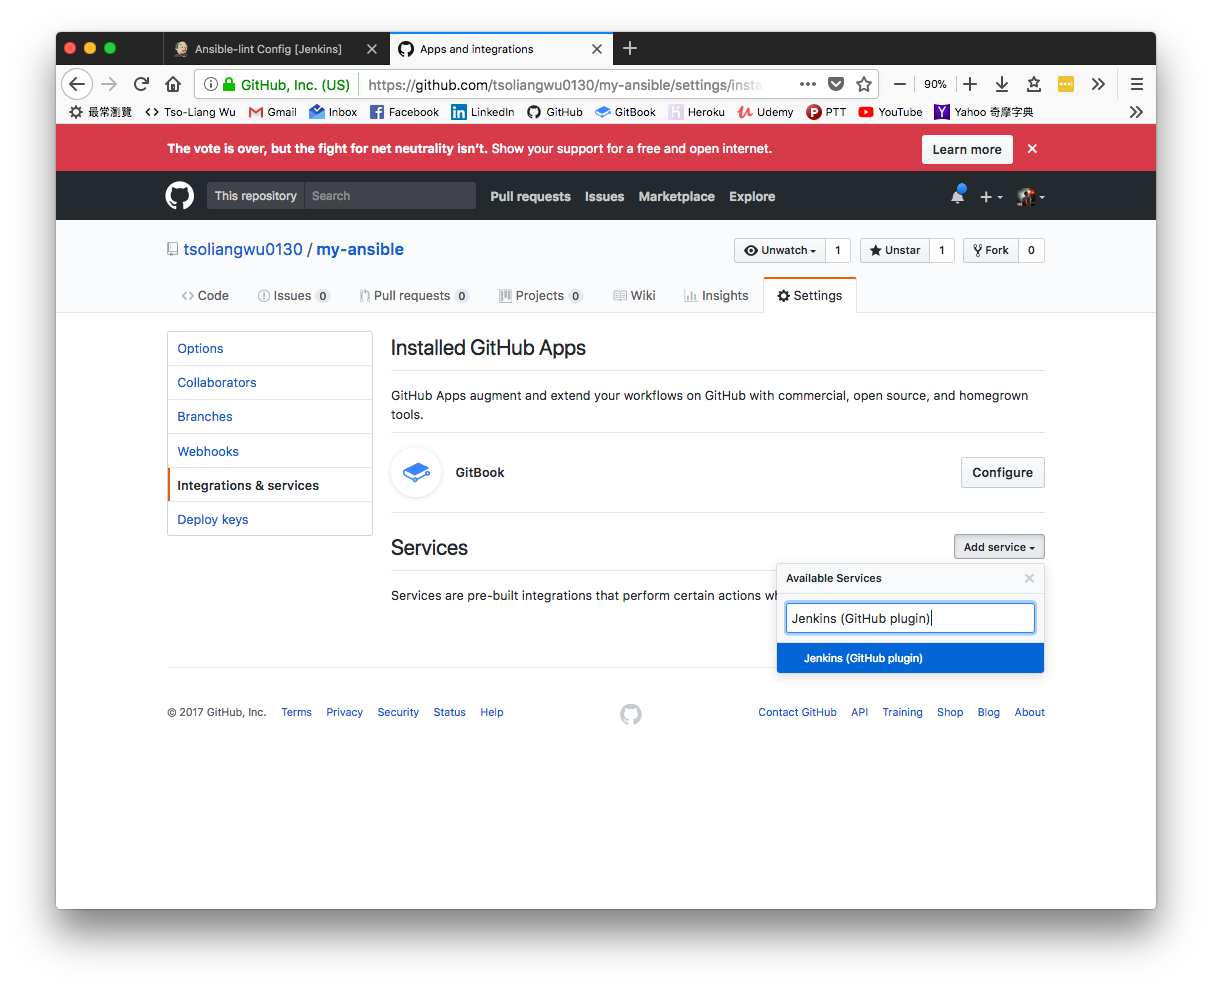 Ansible-lint Config [Jenkins]
Apps and integrations
GitHub, Inc. (US)
https://github.com/tsoliangwu0130/my-ansible/settings/insta
90%
最常瀏覽
Tso-Liang Wu
Gmail
Inbox
Facebook
LinkedIn
GitHub
GitBook
Heroku
Udemy
PTT
YouTube
Yahoo 奇摩字典
The vote is over, but the fight for net neutrality isn't. Show your support for a free and open internet.
Learn more
This repository
Search
Pull requests
Issues
Marketplace
Explore
tsoliangwu0130 / my-ansible
Unwatch
1
Unstar
1
Fork
0
Code
Issues 0
Pull requests 0
Projects 0
Wiki
Insights
Settings
Options
Collaborators
Branches
Webhooks
Integrations & services
Deploy keys
Installed GitHub Apps
GitHub Apps augment and extend your workflows on GitHub with commercial, open source, and homegrown
tools.
GitBook
Configure
Services
Add service
Services are pre-built integrations that perform certain actions wh
Available Services
Jenkins (GitHub plugin)
Jenkins (GitHub plugin)
© 2017 GitHub, Inc.
Terms
Privacy
Security
Status
Help
Contact GitHub
API
Training
Shop
Blog
About